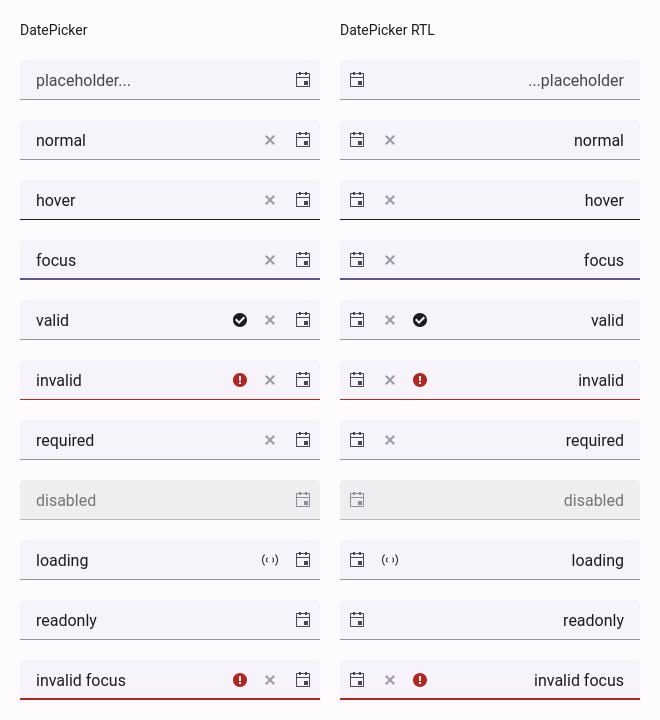 DatePicker DatePicker RTL
placeholder... ...placeholder
normal normal
hover hover
focus focus
valid valid
invalid invalid
required required
disabled disabled
loading loading
readonly readonly
invalid focus invalid focus